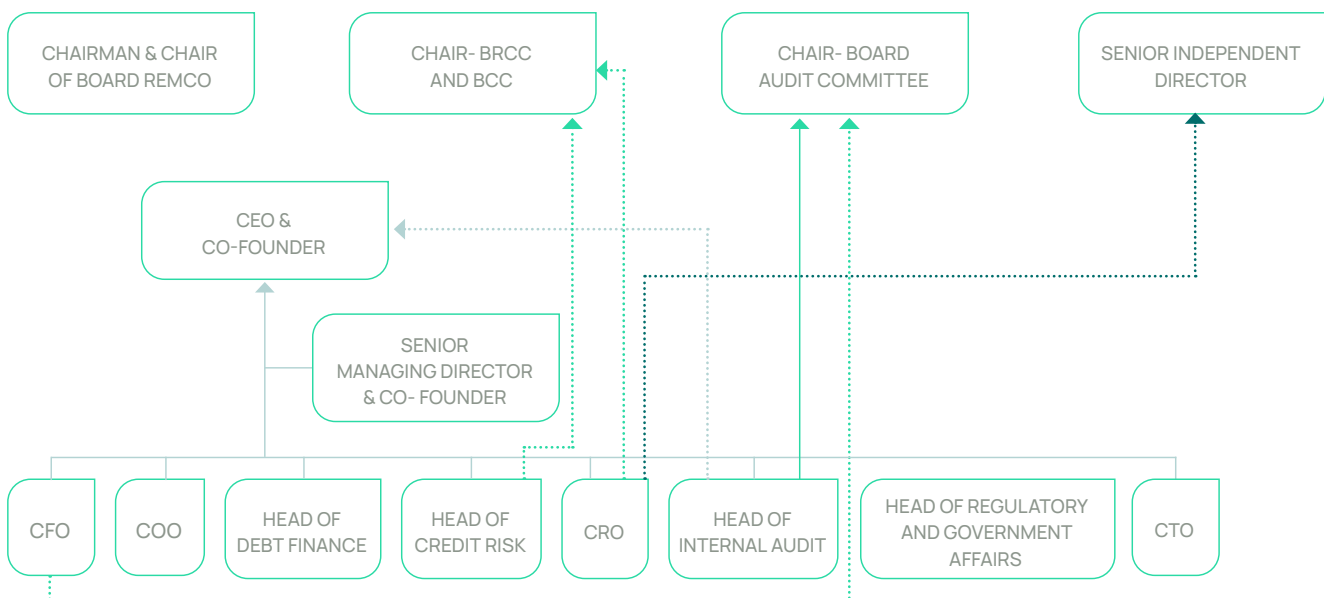 CHAIRMAN & CHAIR
OF BOARD REMCO
CHAIR- BRCC
AND BCC
CHAIR- BOARD
AUDIT COMMITTEE
SENIOR INDEPENDENT
DIRECTOR
CEO &
CO-FOUNDER
SENIOR
MANAGING DIRECTOR
& CO- FOUNDER
CFO
COO
HEAD OF
DEBT FINANCE
HEAD OF
CREDIT RISK
CRO
HEAD OF
INTERNAL AUDIT
HEAD OF REGULATORY
AND GOVERNMENT
AFFAIRS
CTO